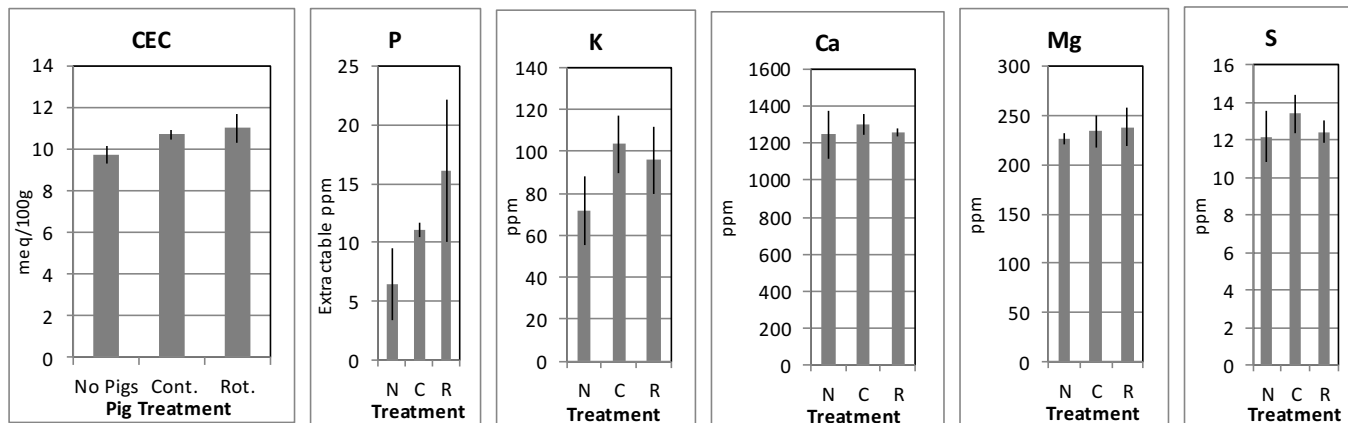 CEC
14
12
10
8
6
4
2
0
meq/100g
No Pigs Cont. Rot.
Pig Treatment
P
25
20
15
10
5
0
Extractable ppm
N C R
Treatment
K
140
120
100
80
60
40
20
0
ppm
N C R
Treatment
Ca
1600
1400
1200
1000
800
600
400
200
0
ppm
N C R
Treatment
Mg
300
250
200
150
100
50
0
ppm
N C R
Treatment
S
16
14
12
10
8
6
4
2
0
ppm
N C R
Treatment